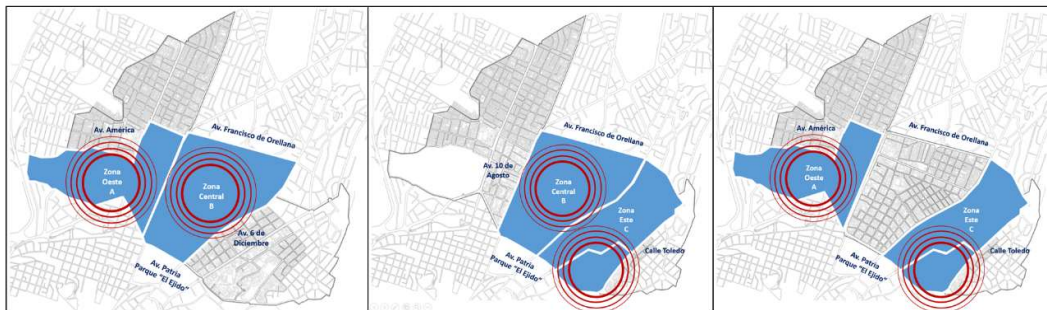 Av. América
Av. Francisco de Orellana
Zona
Oeste
A
Zona
Central
B
Av. 6 de
Diciembre
Av. Patria
Parque "El Ejido"
Av. Francisco de Orellana
Av. 10 de
Agosto
Zona
Central
B
Zona
Este
C
Calle Toledo
Av. Patria
Parque "El Ejido"
Av. América
Av. Francisco de Orellana
Zona
Oeste
A
Zona
Este
C
Calle Toledo
Av. Patria
Parque "El Ejido"